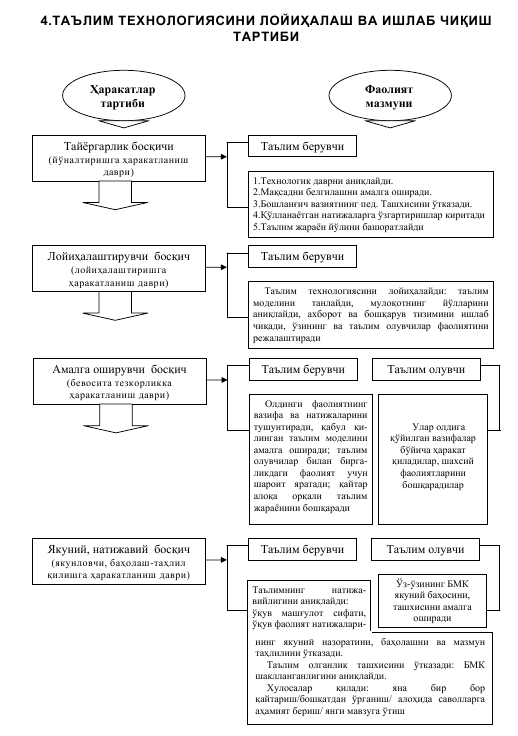 4.ТАЪЛИМ ТЕХНОЛОГИЯСИНИ ЛОЙИҲАЛАШ ВА ИШЛАБ ЧИҚИШ
ТАРТИБИ
Ҳаракатлар
тартиби
Фаолият
мазмуни
Тайёргарлик босқичи
(йўналтиришга ҳаракатланиш
даври)
Таълим берувчи
1.Технологик даврни аниқлайди.
2.Мақсадни белгилашни амалга оширади.
3.Бошланғич вазиятнинг пед. Ташхисини ўтказади.
4.Қўлланаётган натижаларга ўзгартиришлар киритади
5.Таълим жараён йўлини башоратлайди
Лойиҳалаштирувчи босқич
(лойиҳалаштиришга
ҳаракатланиш даври)
Таълим берувчи
Таълим технологиясини лойиҳалайди: таълим
моделини танлайди, мулоқотнинг йўлларини
аниқлайди, ахборот ва бошқарув тизимини ишлаб
чиқади, ўзининг ва таълим олувчилар фаолиятини
режалаштиради
Амалга оширувчи босқич
(бевосита тезкорликка
ҳаракатланиш даври)
Таълим берувчи
Таълим олувчи
Олдинги фаолиятнинг
вазифа ва натижаларини
тушунтиради, қабул қи-
линган таълим моделини
амалга оширади; таълим
олувчилар билан бирга-
ликдаги фаолият учун
шароит яратади; қайтар
алоқа орқали таълим
жараёнини бошқаради
Улар олдига
қўйилган вазифалар
бўйича ҳаракат
қиладилар, шахсий
фаолиятларини
бошқарадилар
Якуний, натижавий босқич
(якунловчи, баҳолаш-таҳлил
қилишга ҳаракатланиш даври)
Таълим берувчи
Таълим олувчи
Таълимнинг натижа-
вийлигини аниқлайди:
ўқув машғулот сифати,
ўқув фаолият натижалари-
Ўз-ўзининг БМК
якуний баҳосини,
ташхисини амалга
оширади
нинг якуний назоратини, баҳолашни ва мазмун
таҳлилини ўтказади.
Таълим олганлик ташхисини ўтказади: БМК
шаклланганлигини аниқлайди.
Хулосалар қилади: яна бир бор
қайтариш/бошқатдан ўрганиш/ алоҳида саволларга
аҳамият бериш/ янги мавзуга ўтиш